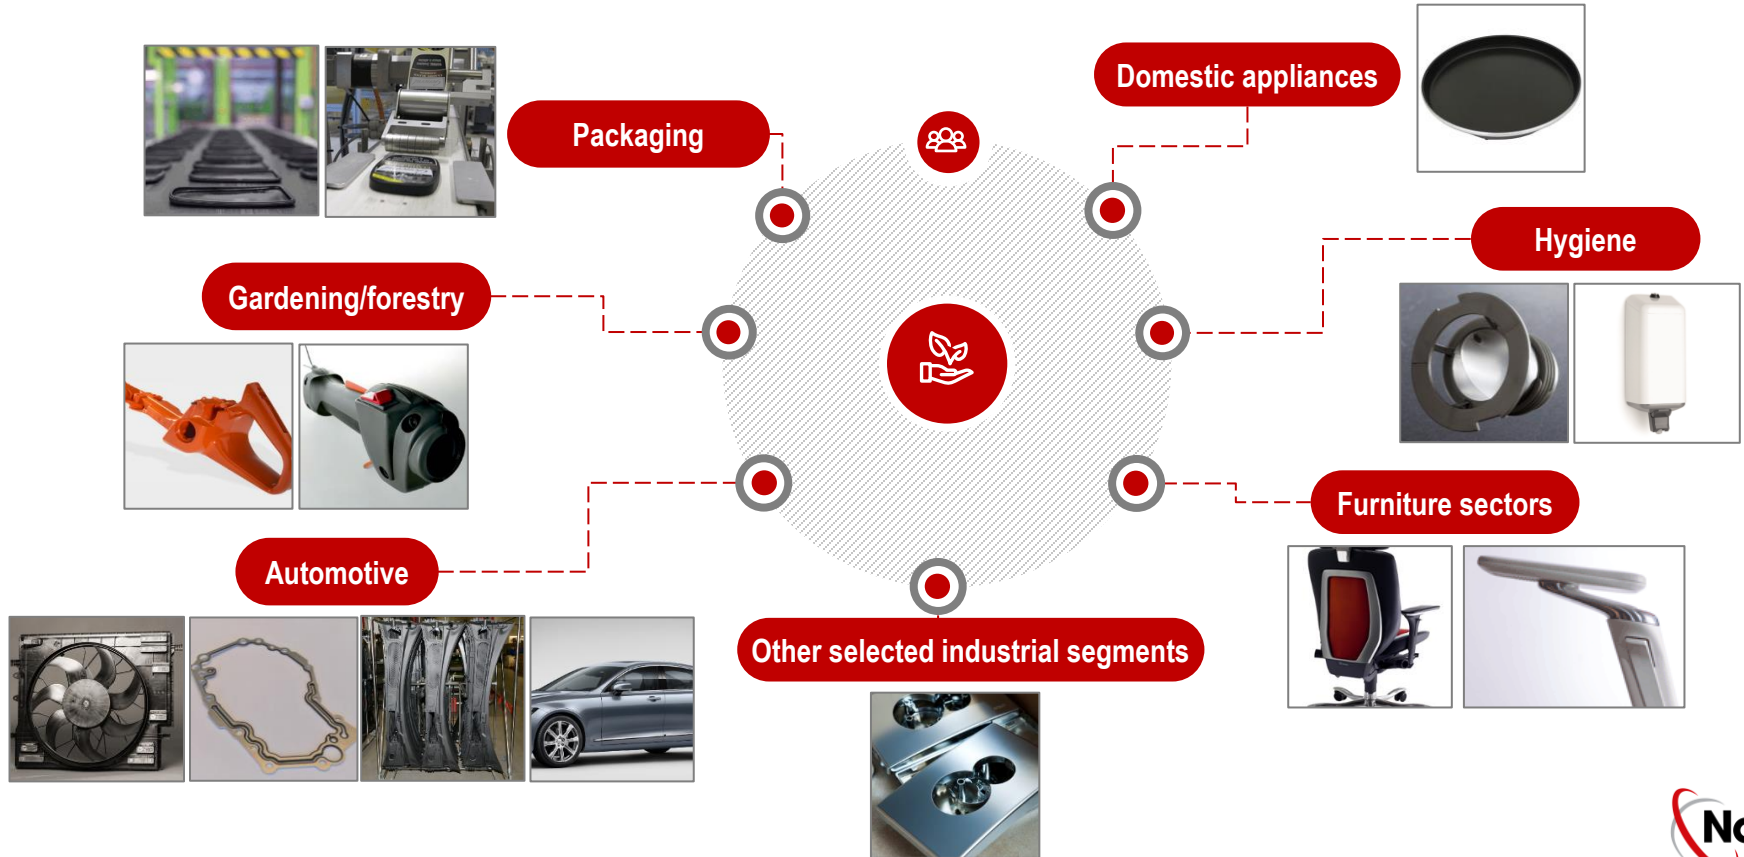 Domestic appliances
Packaging
Hygiene
Gardening/forestry
Furniture sectors
Automotive
Other selected industrial segments